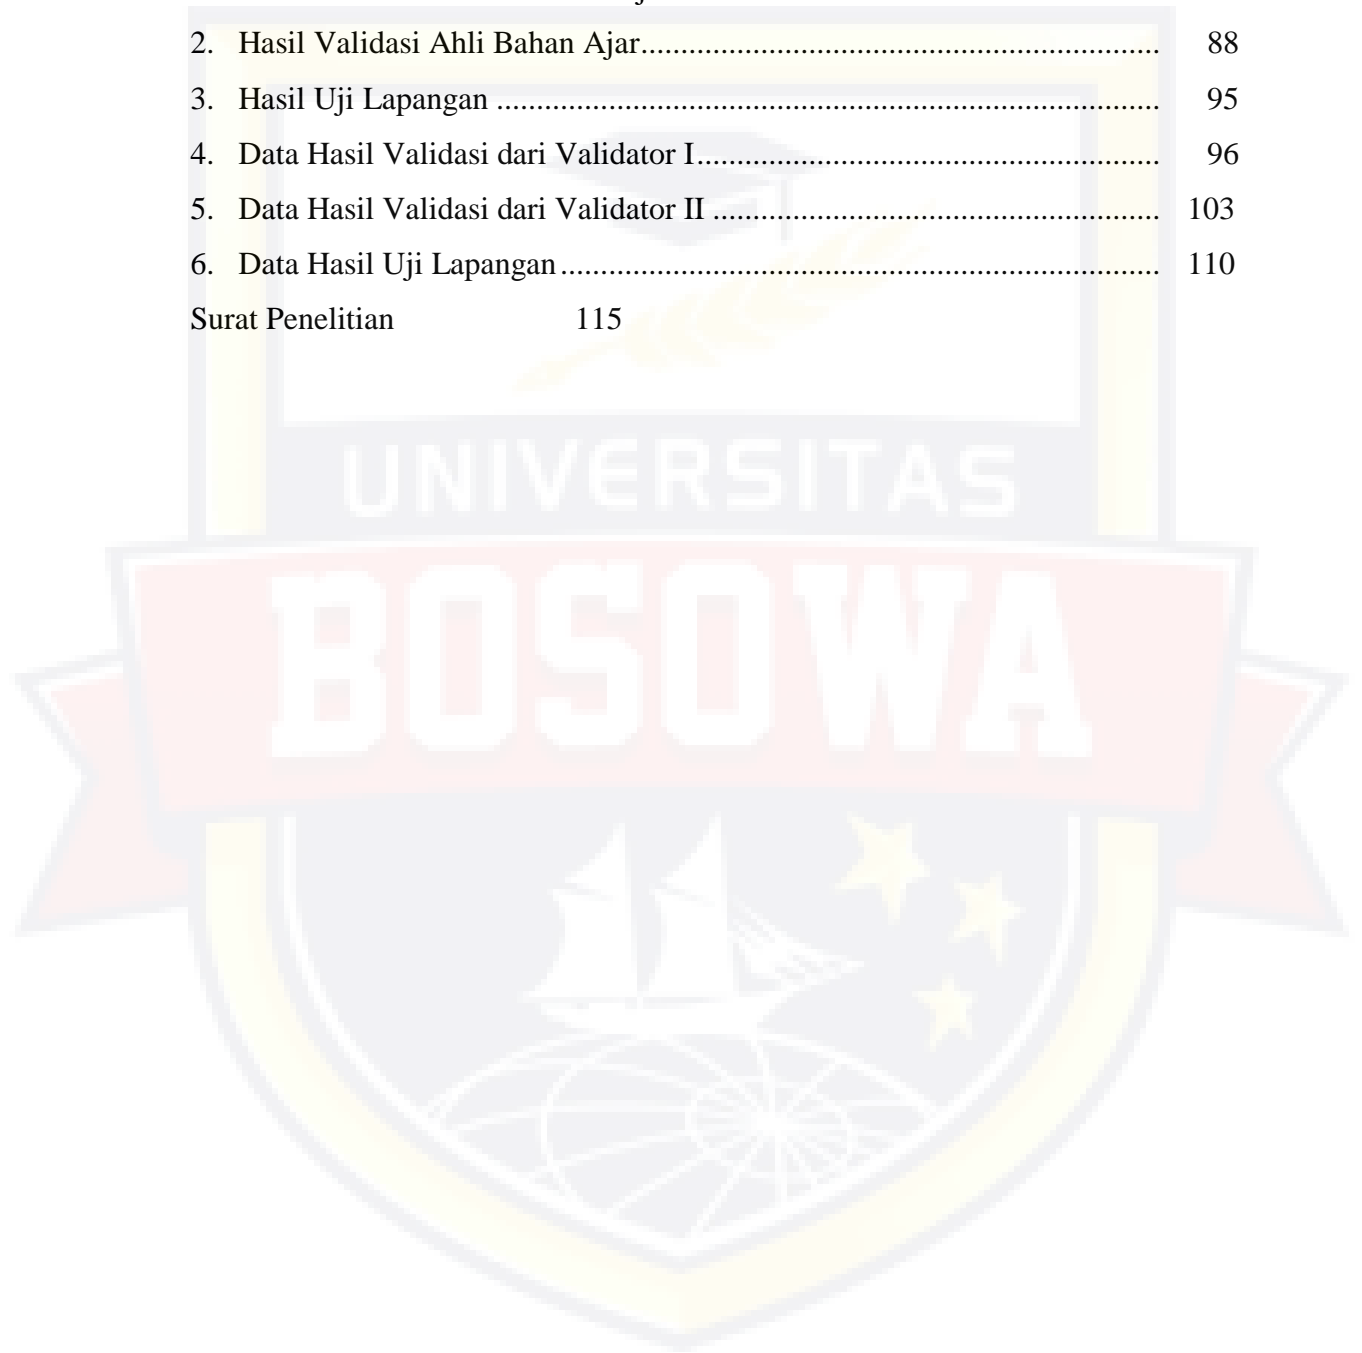 2. Hasil Validasi Ahli Bahan Ajar................................................................. 88
3. Hasil Uji Lapangan ................................................................................... 95
4. Data Hasil Validasi dari Validator I.......................................................... 96
5. Data Hasil Validasi dari Validator II ........................................................ 103
6. Data Hasil Uji Lapangan........................................................................... 110
Surat Penelitian 115
UNIVERSITAS
BOSOWA